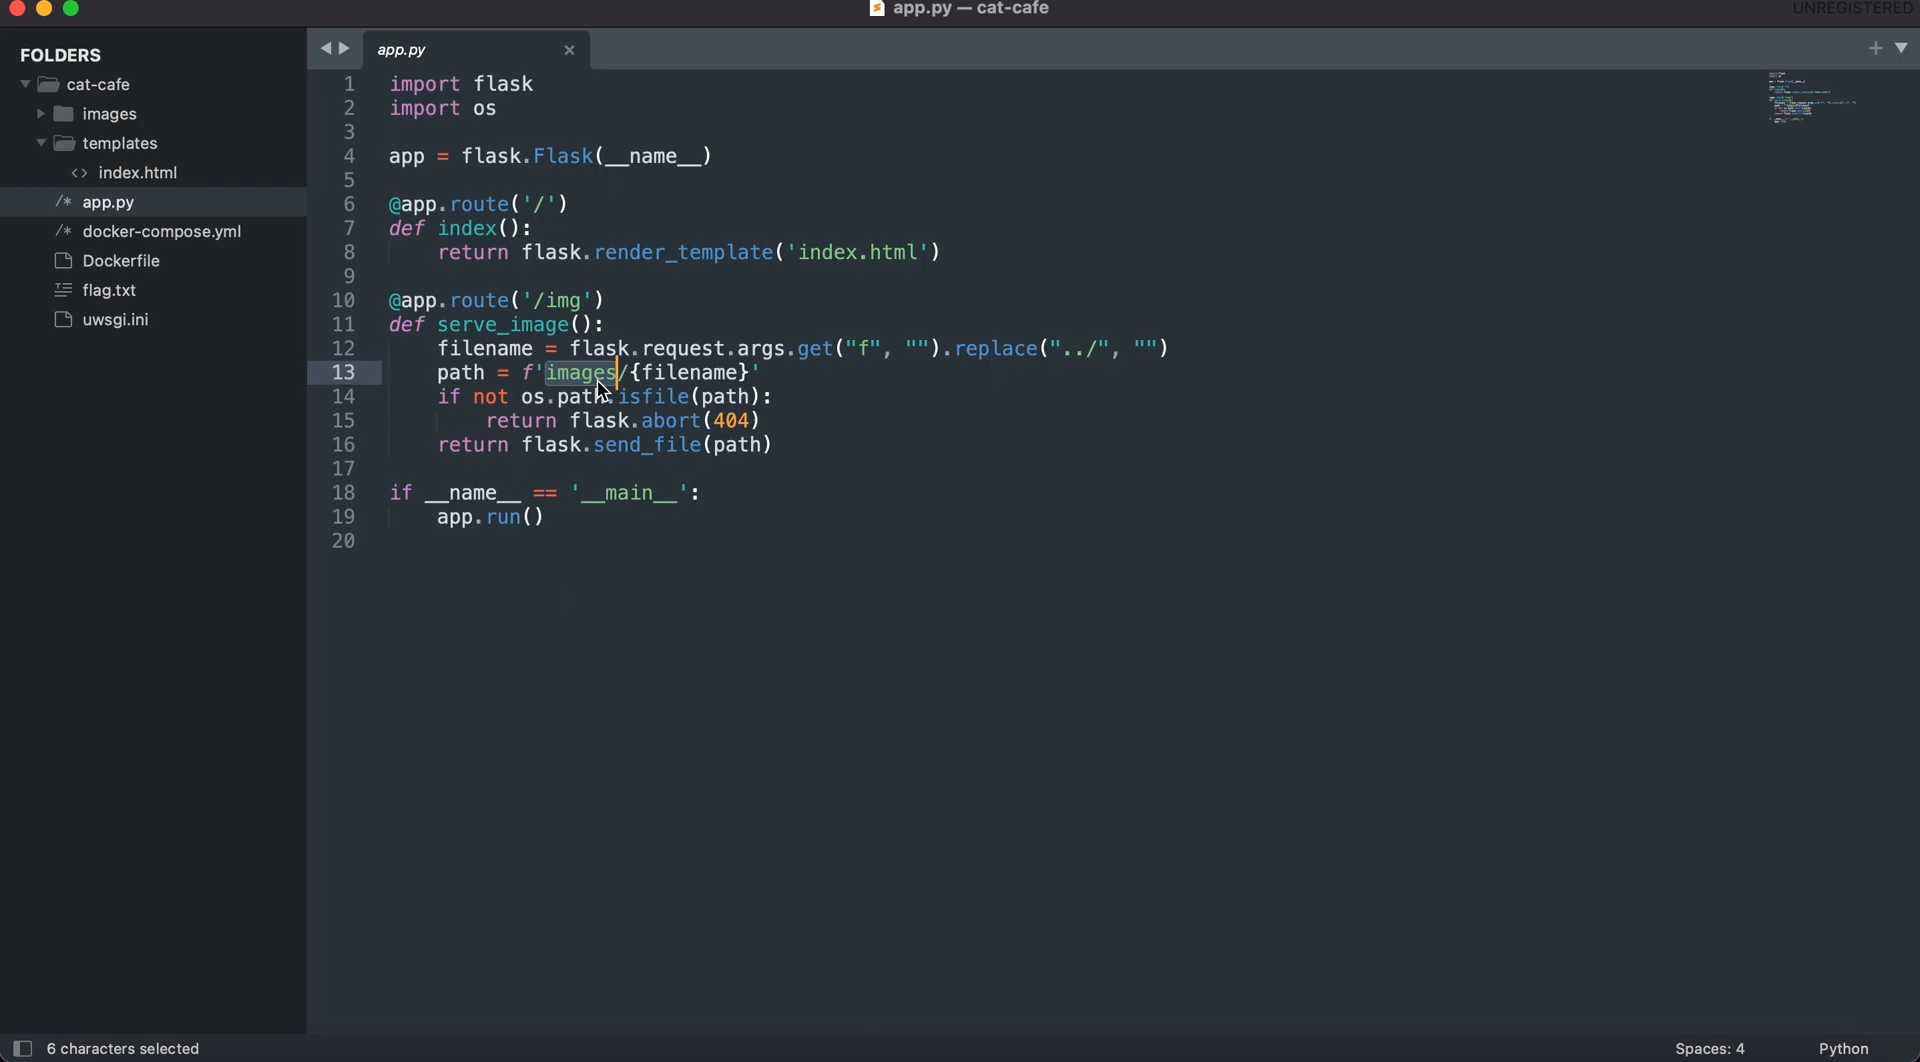 app.py — cat-cafe
UNREGISTERED
FOLDERS
cat-cafe
images
templates
<> index.html
/* app.py
/* docker-compose.yml
Dockerfile
flag.txt
uwsgi.ini
app.py
1 import flask
2 import os
3
4 app = flask.Flask(__name__)
5
6 @app.route('/')
7 def index():
8     return flask.render_template('index.html')
9
10 @app.route('/img')
11 def serve_image():
12     filename = flask.request.args.get("f", "").replace("../", "")
13     path = f'images/{filename}'
14     if not os.path.isfile(path):
15         return flask.abort(404)
16     return flask.send_file(path)
17
18 if __name__ == '__main__':
19     app.run()
20
6 characters selected
Spaces: 4
Python